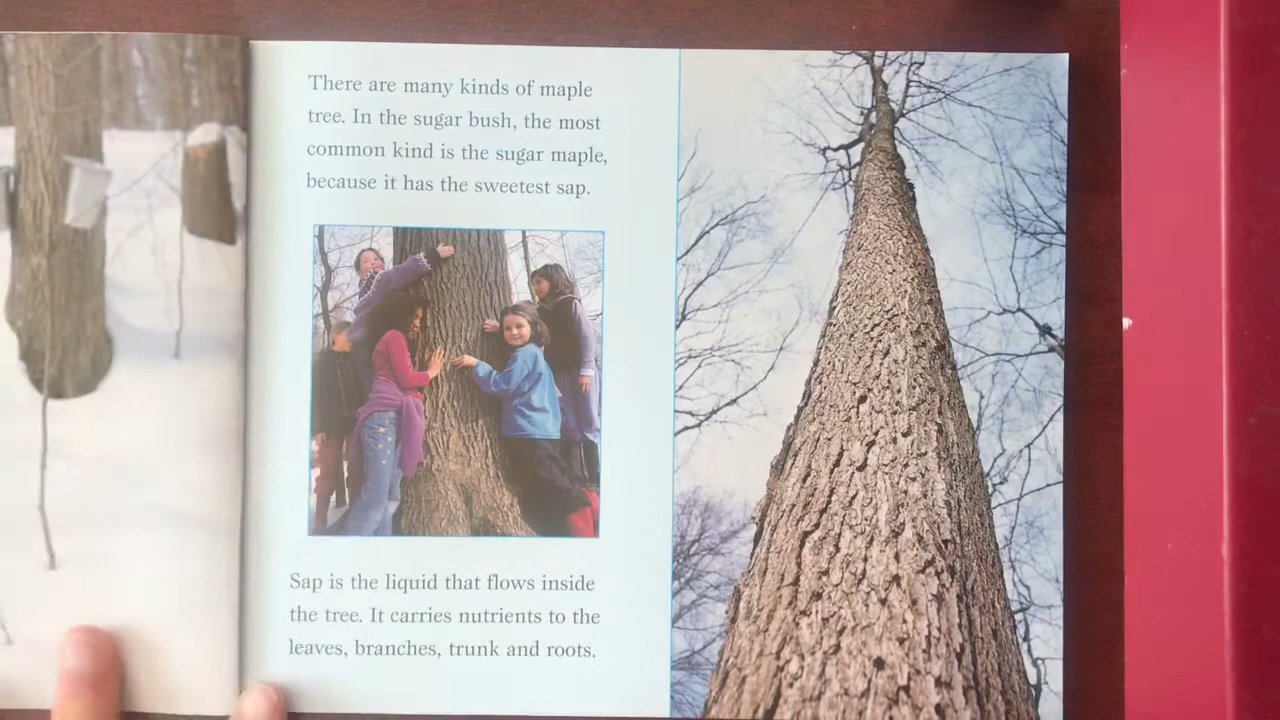 There are many kinds of maple
tree. In the sugar bush, the most
common kind is the sugar maple,
because it has the sweetest sap.
Sap is the liquid that flows inside
the tree. It carries nutrients to the
leaves, branches, trunk and roots.